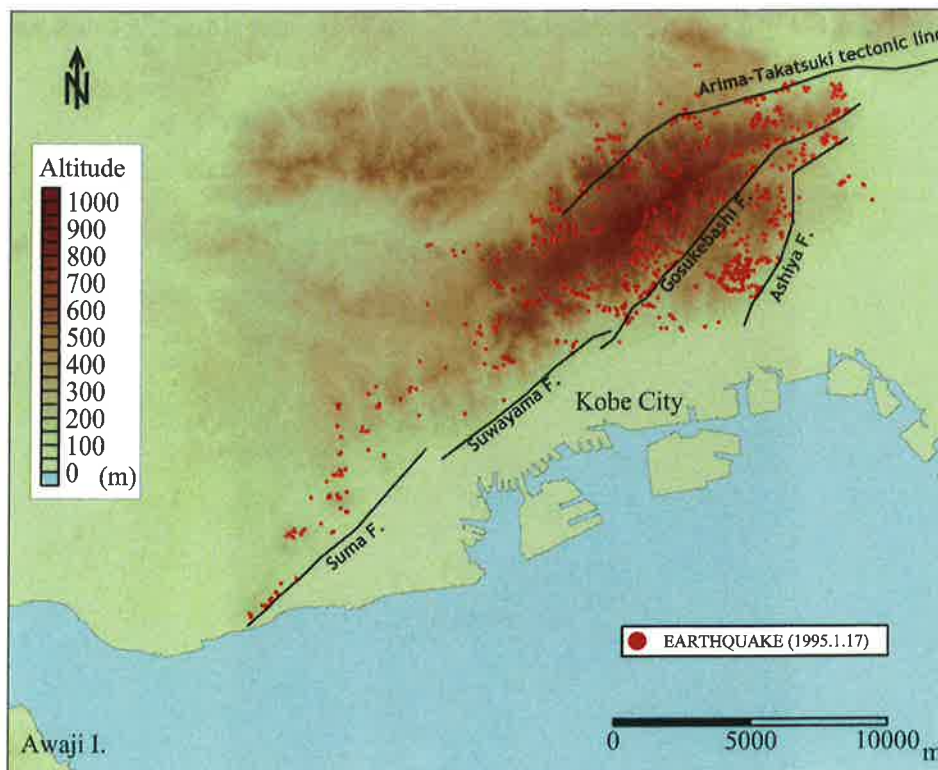 N
Arima-Takatsuki tectonic line
Altitude
1000
900
800
700
600
500
400
300
200
100
0 (m)
Gosukebashi F.
Ashiya F.
Suwayama F.
Kobe City
Suma F.
EARTHQUAKE (1995.1.17)
Awaji I.
0 5000 10000 m